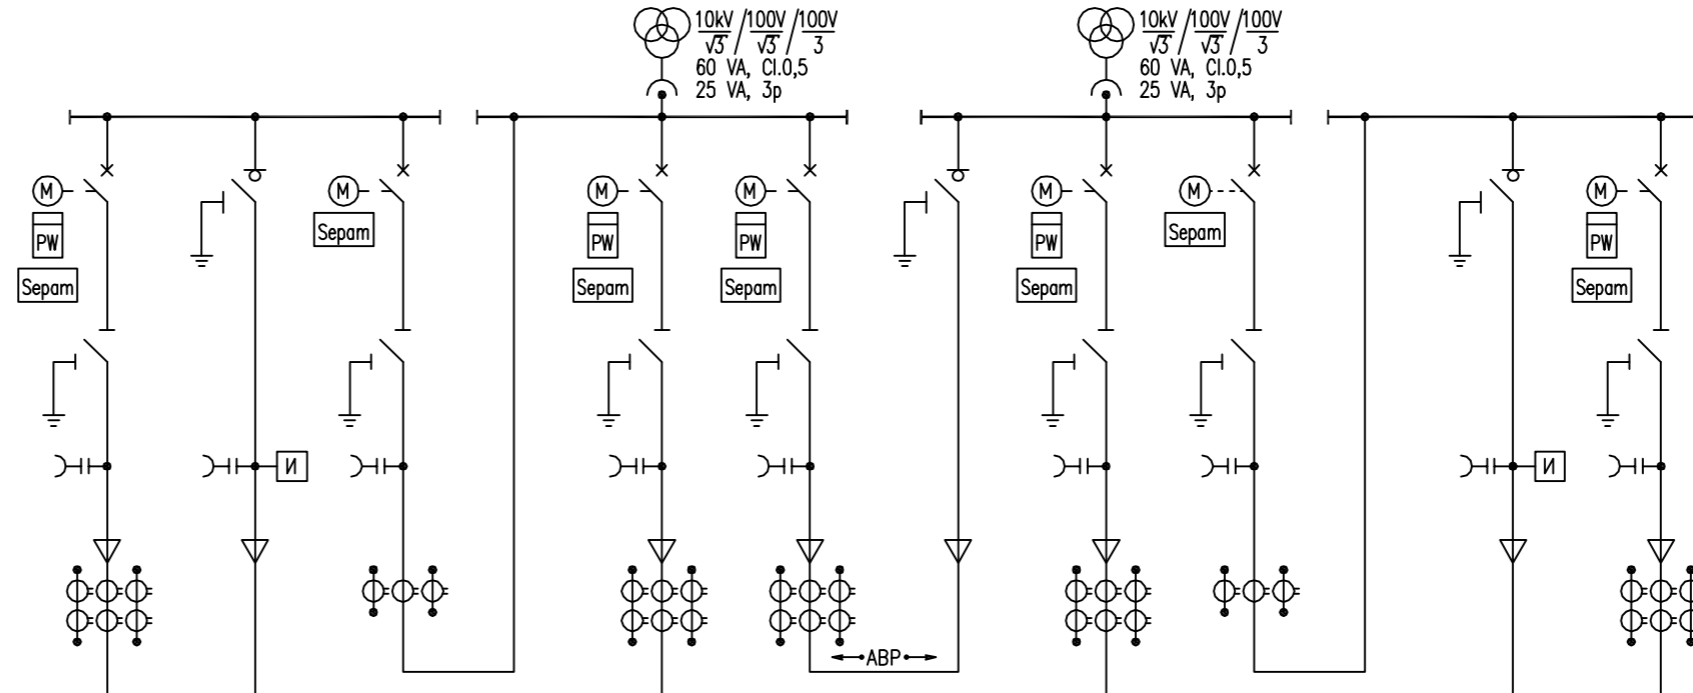 10kV/100V/100V
√3 √3 3
60 VA, Cl.0,5
25 VA, 3p
10kV/100V/100V
√3 √3 3
60 VA, Cl.0,5
25 VA, 3p
M
M
M
M
M
M
M
PW
Sepam
PW
PW
PW
Sepam
PW
Sepam
Sepam
Sepam
Sepam
Sepam
И
И
АВР